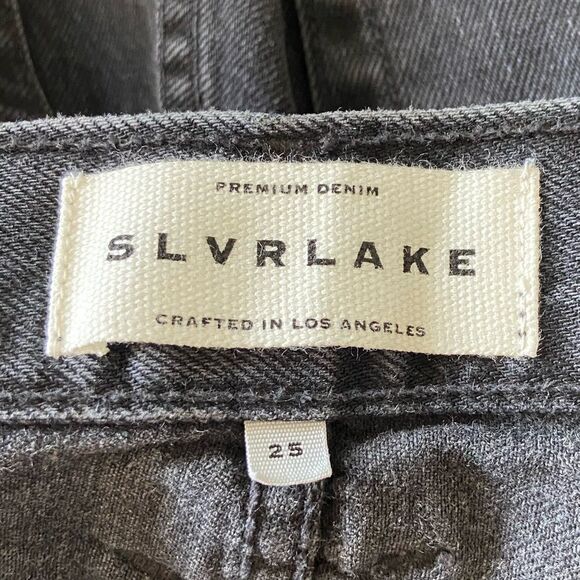 PREMIUM DENIM
SLVRLAKE
CRAFTED IN LOS ANGELES
25